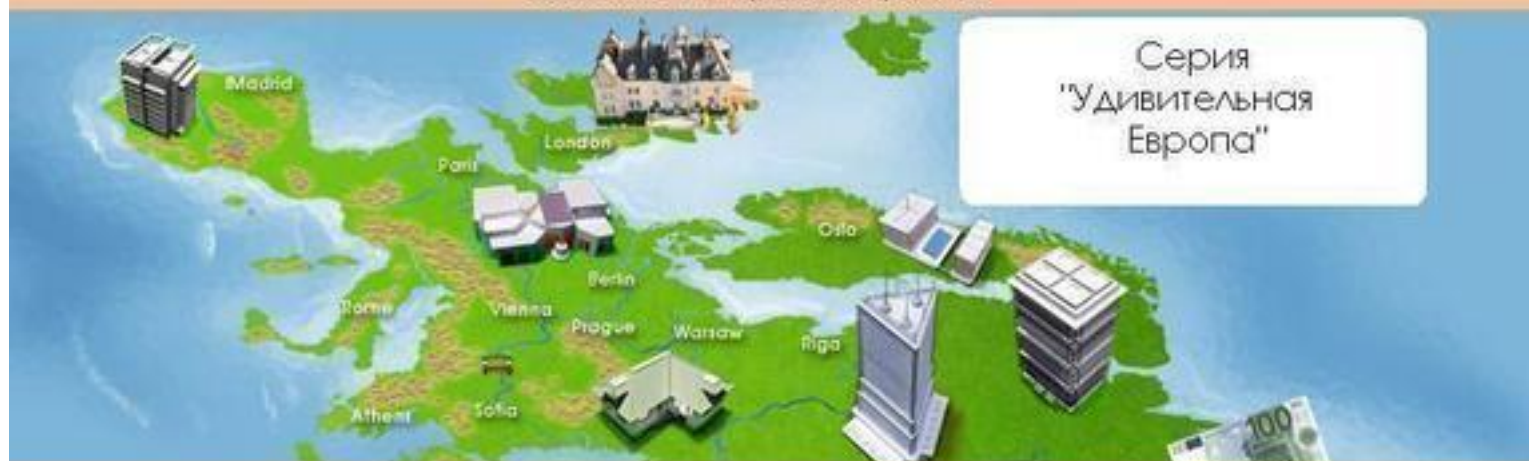 Серия
"Удивительная
Европа"
Madrid
London
Paris
Oslo
Berlin
Rome
Vienna
Prague
Warsaw
Riga
Athens
Sofia
100